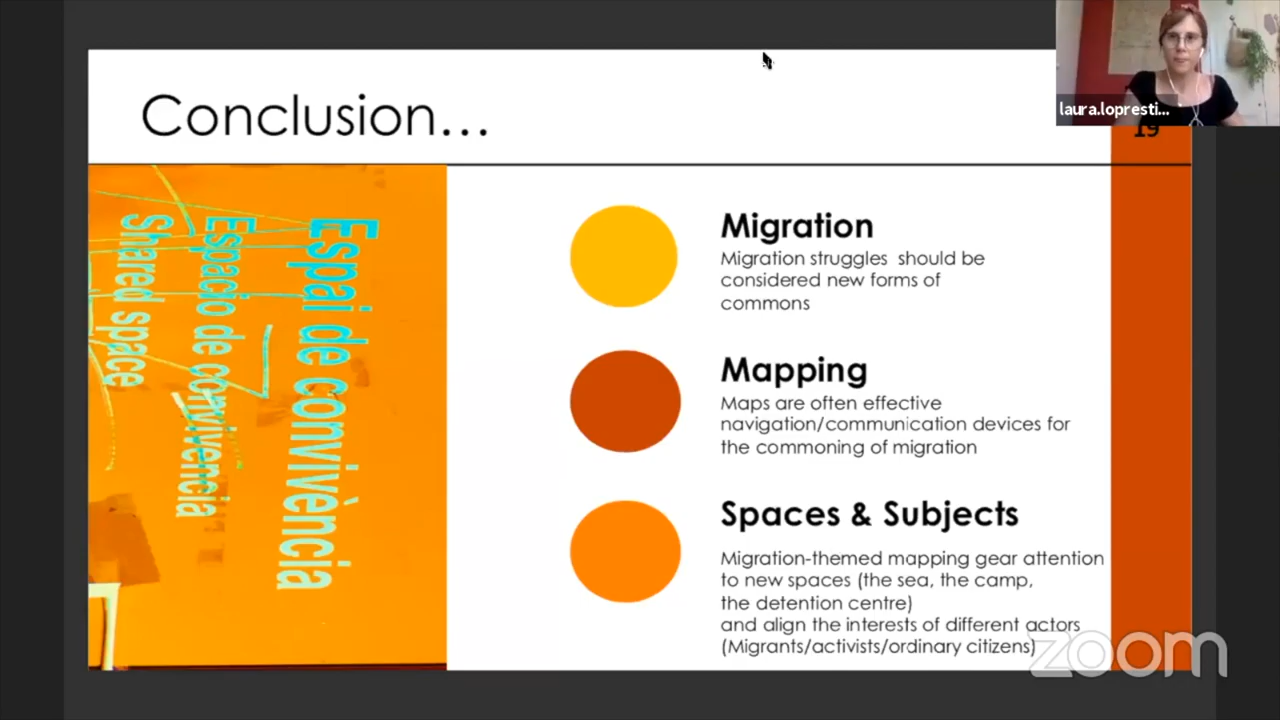 laura.lopresti...
Conclusion...
19
Espai de convivència
Espacio de convivencia
Shared space
Migration
Migration struggles should be
considered new forms of
commons
Mapping
Maps are often effective
navigation/communication devices for
the commoning of migration
Spaces & Subjects
Migration-themed mapping gear attention
to new spaces (the sea, the camp,
the detention centre)
and align the interests of different actors
(Migrants/activists/ordinary citizens)
zoom